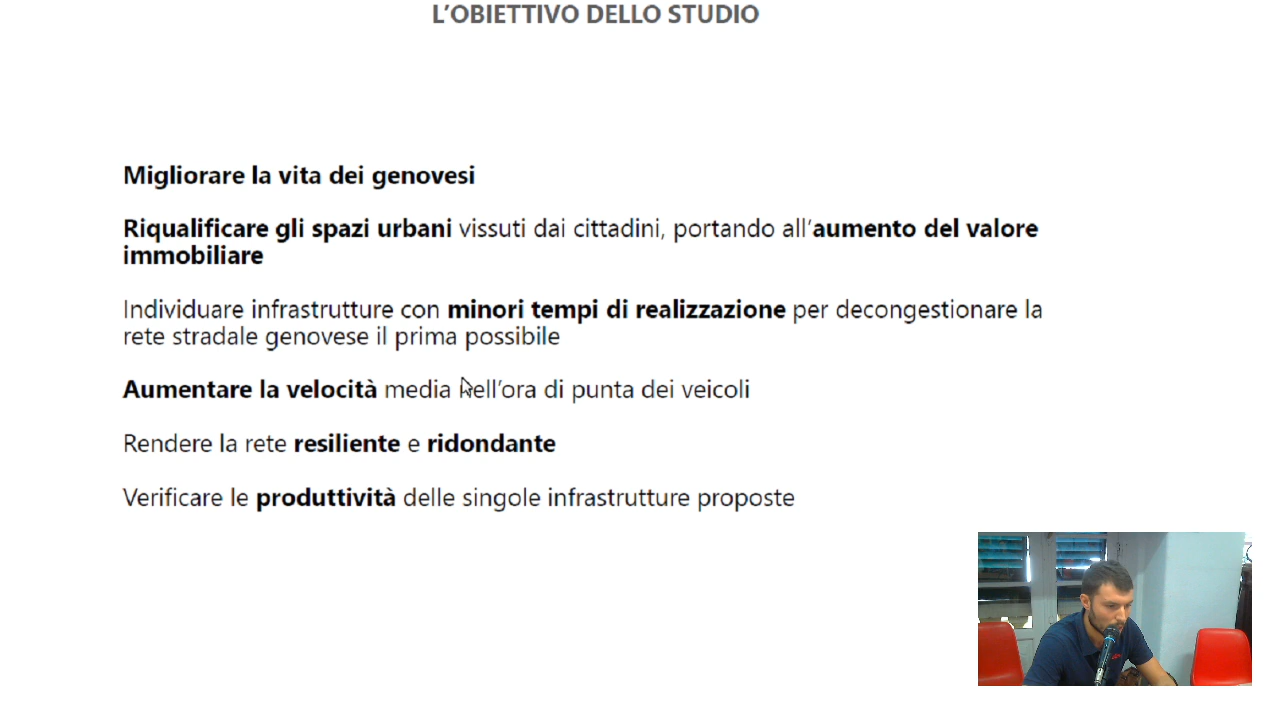 L'OBIETTIVO DELLO STUDIO
Migliorare la vita dei genovesi
Riqualificare gli spazi urbani vissuti dai cittadini, portando all'aumento del valore
immobiliare
Individuare infrastrutture con minori tempi di realizzazione per decongestionare la
rete stradale genovese il prima possibile
Aumentare la velocità media nell'ora di punta dei veicoli
Rendere la rete resiliente e ridondante
Verificare le produttività delle singole infrastrutture proposte